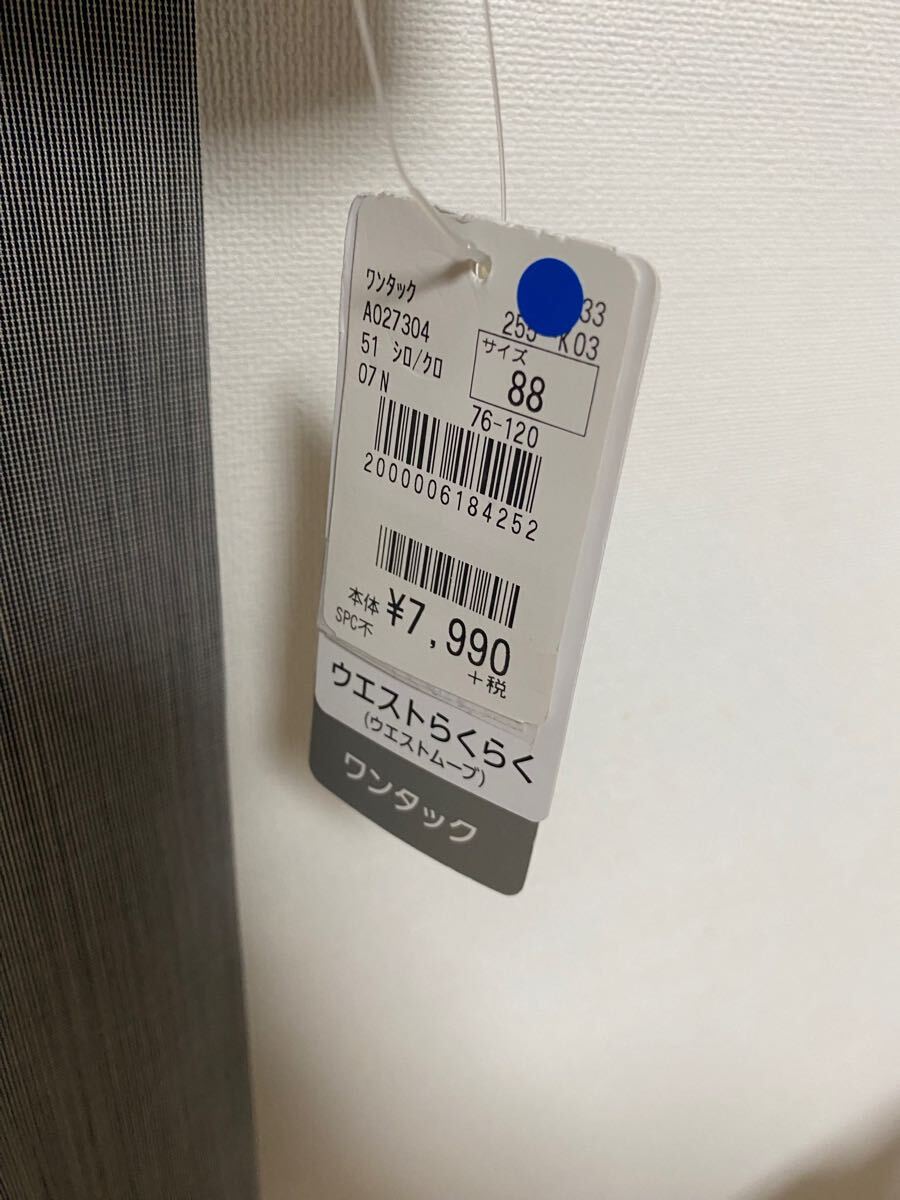 ワンタック
33
A027304
255 K03
51 シロ/クロ
サイズ
88
07N
76-120
2000006184252
本体 ¥7,990
SPC不
+税
ウエストらくらく
(ウエストムーブ)
ワンタック